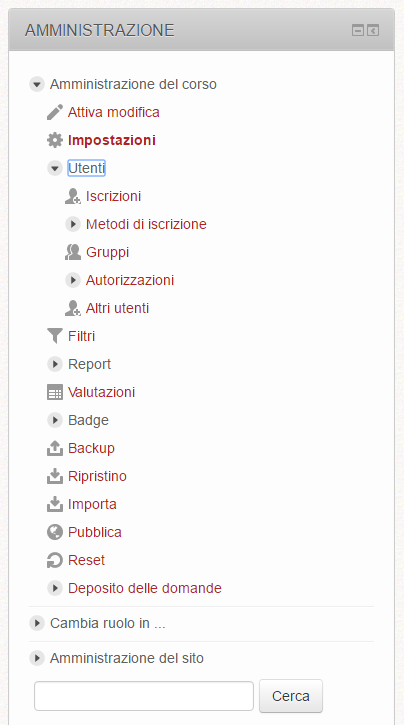 AMMINISTRAZIONE
Amministrazione del corso
Attiva modifica
Impostazioni
Utenti
Iscrizioni
Metodi di iscrizione
Gruppi
Autorizzazioni
Altri utenti
Filtri
Report
Valutazioni
Badge
Backup
Ripristino
Importa
Pubblica
Reset
Deposito delle domande
Cambia ruolo in ...
Amministrazione del sito
Cerca